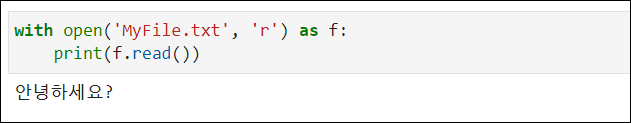 with open('MyFile.txt', 'r') as f:
    print(f.read())
안녕하세요?